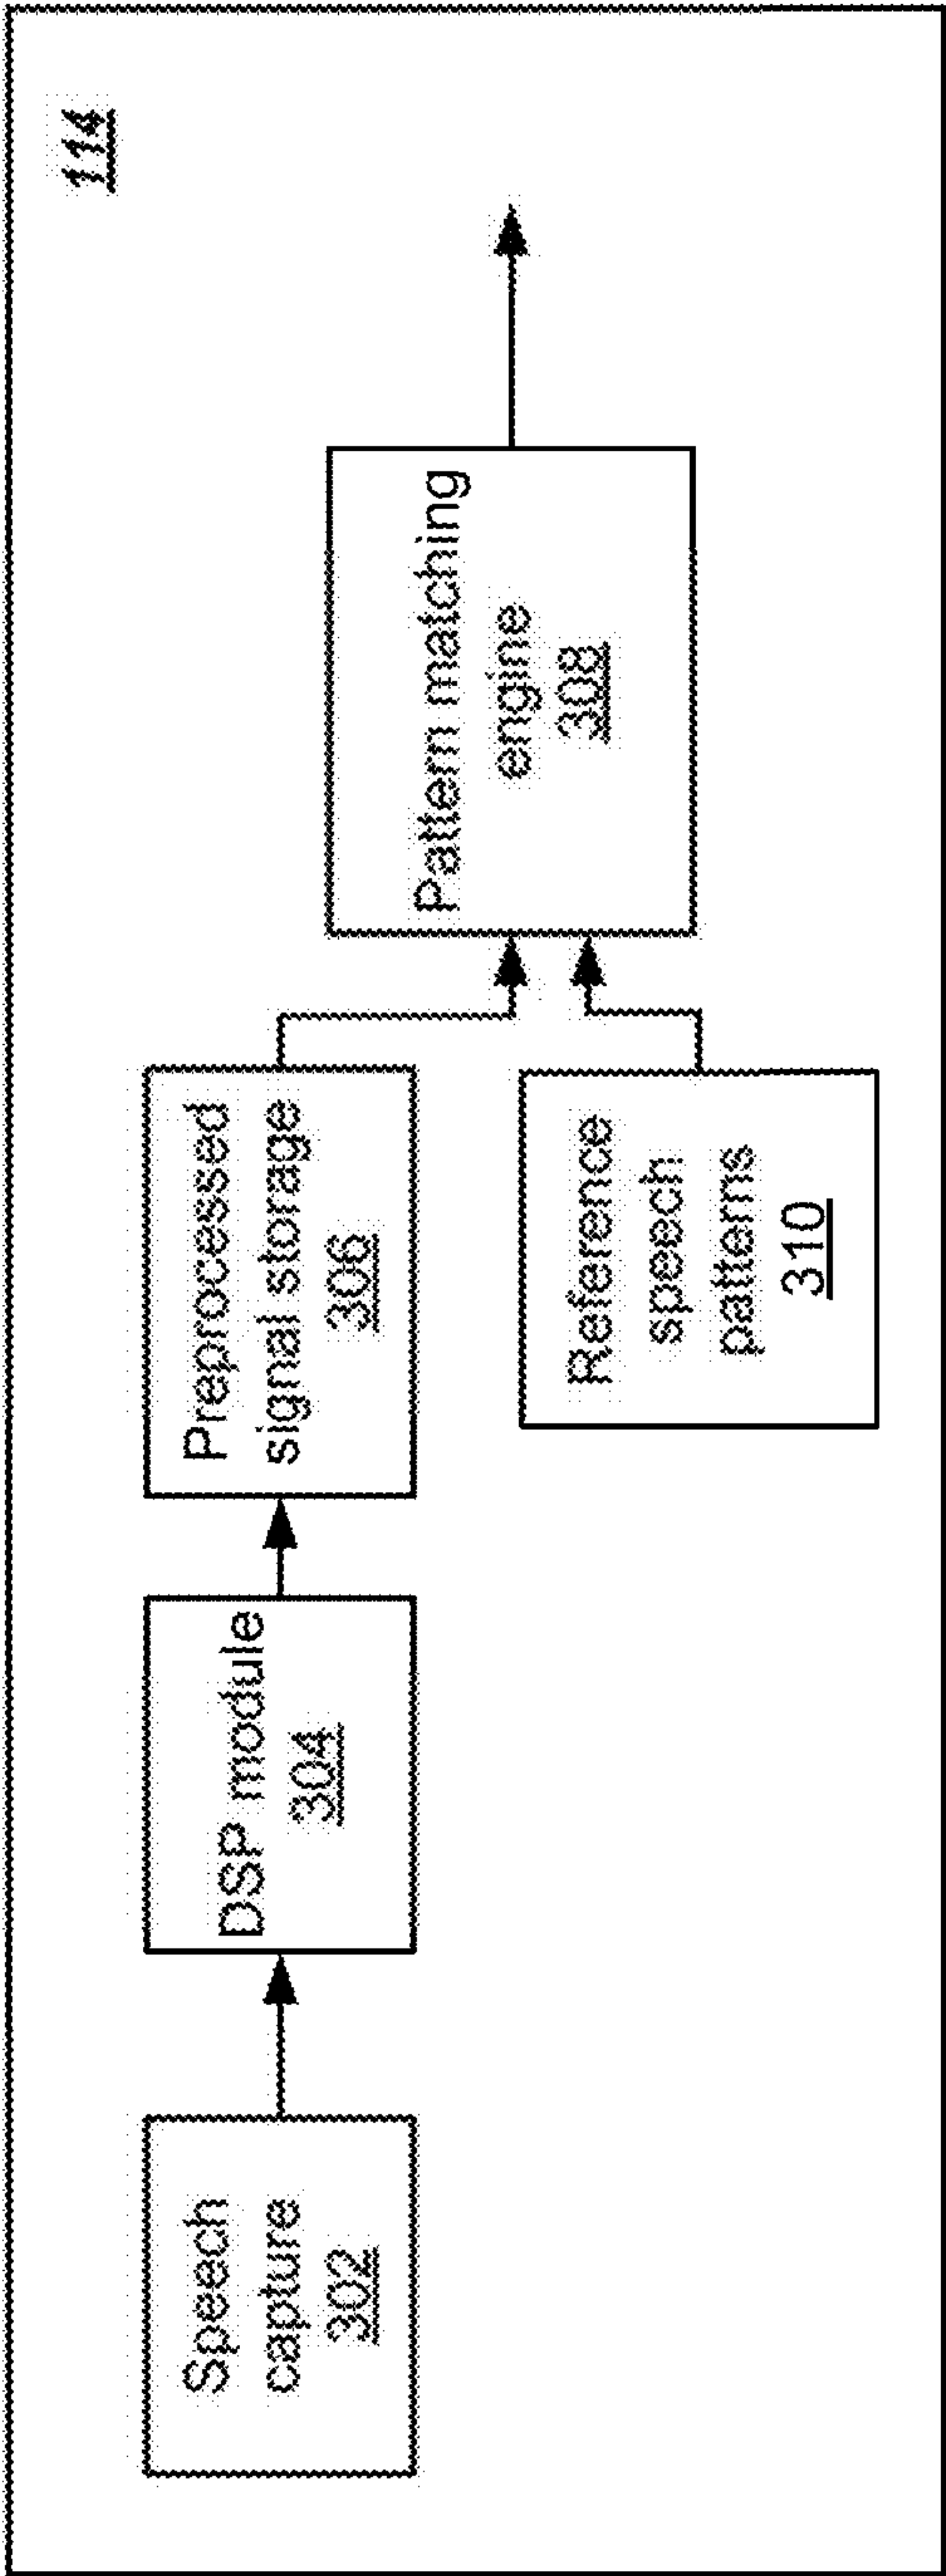 114
Speech
capture
302
DSP module
304
Preprocessed
signal storage
306
Reference
speech
patterns
310
Pattern matching
engine
308